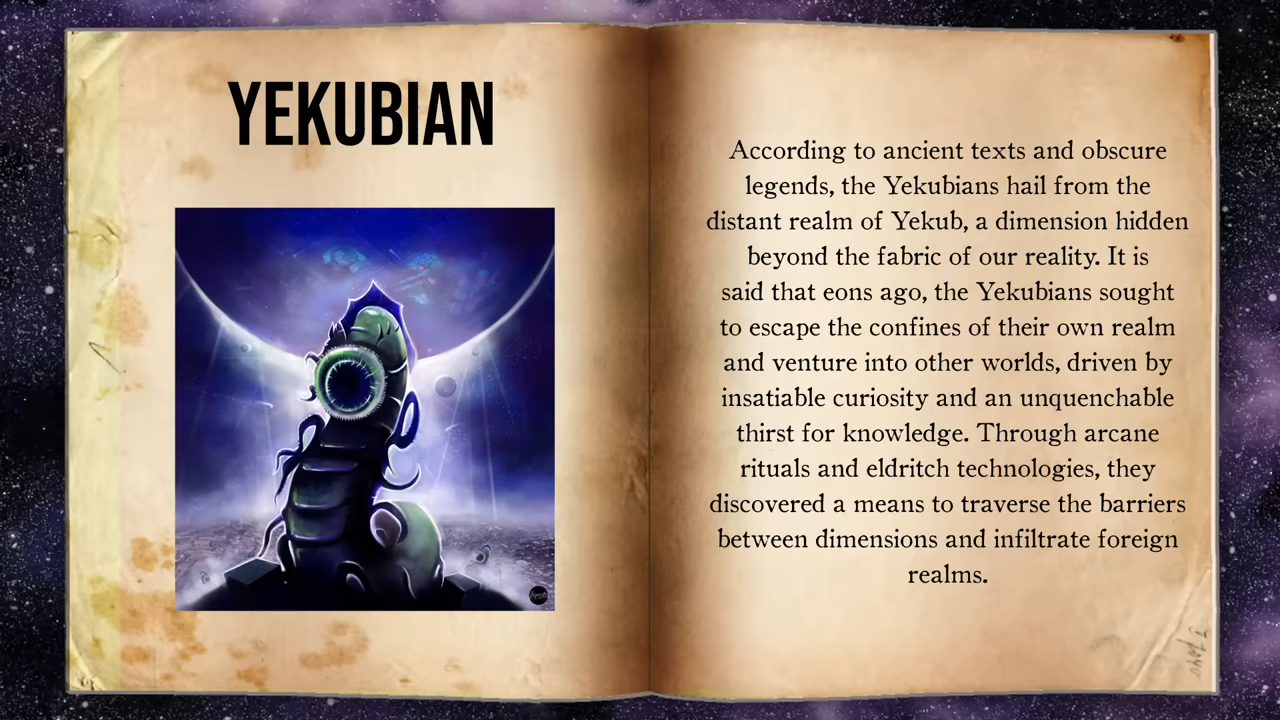 YEKUBIAN
According to ancient texts and obscure
legends, the Yekubians hail from the
distant realm of Yekub, a dimension hidden
beyond the fabric of our reality. It is
said that eons ago, the Yekubians sought
to escape the confines of their own realm
and venture into other worlds, driven by
insatiable curiosity and an unquenchable
thirst for knowledge. Through arcane
rituals and eldritch technologies, they
discovered a means to traverse the barriers
between dimensions and infiltrate foreign
realms.